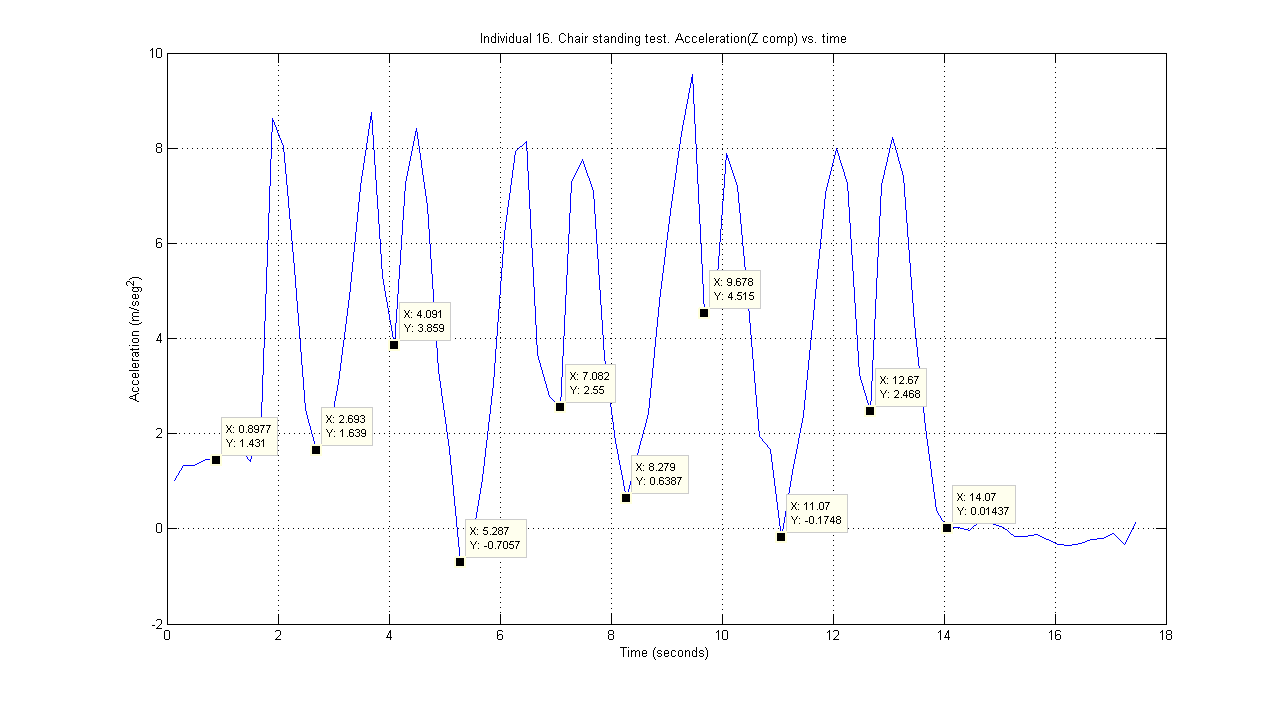 Individual 16. Chair standing test. Acceleration(Z comp) vs. time
10
8
6
4
2
0
-2
Acceleration (m/seg²)
X: 0.8977
Y: 1.431
X: 2.693
Y: 1.639
X: 4.091
Y: 3.859
X: 5.287
Y: -0.7057
X: 7.082
Y: 2.55
X: 8.279
Y: 0.6387
X: 9.678
Y: 4.515
X: 11.07
Y: -0.1748
X: 12.67
Y: 2.468
X: 14.07
Y: 0.01437
0 2 4 6 8 10 12 14 16 18
Time (seconds)